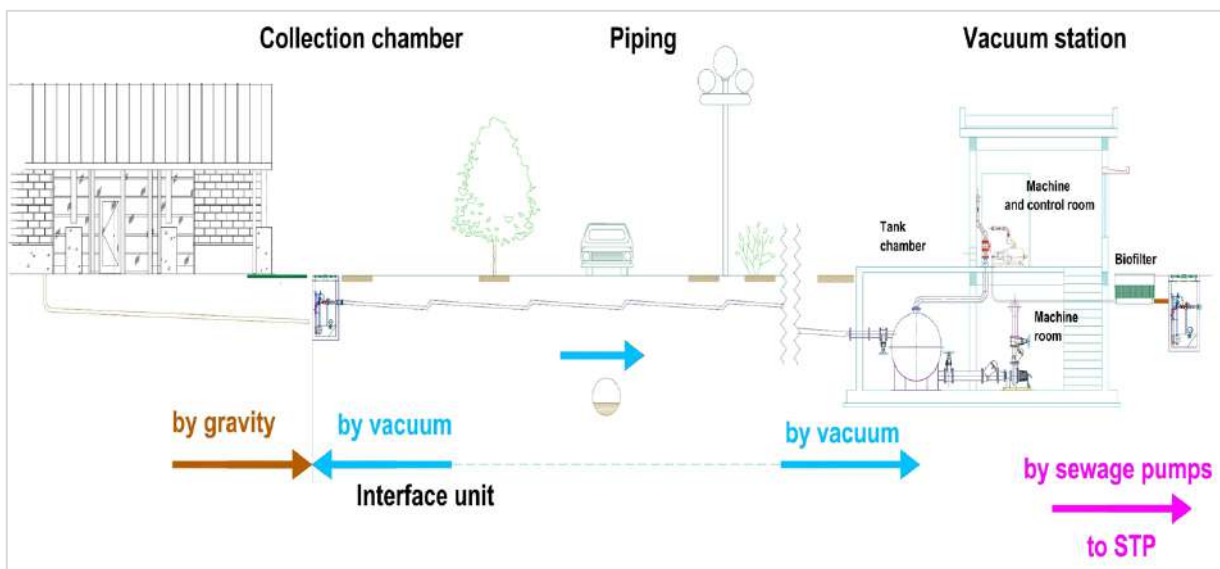 Collection chamber
Piping
Vacuum station
Machine
and control room
Tank
chamber
Biofilter
Machine
room
by gravity
by vacuum
by vacuum
Interface unit
by sewage pumps
to STP